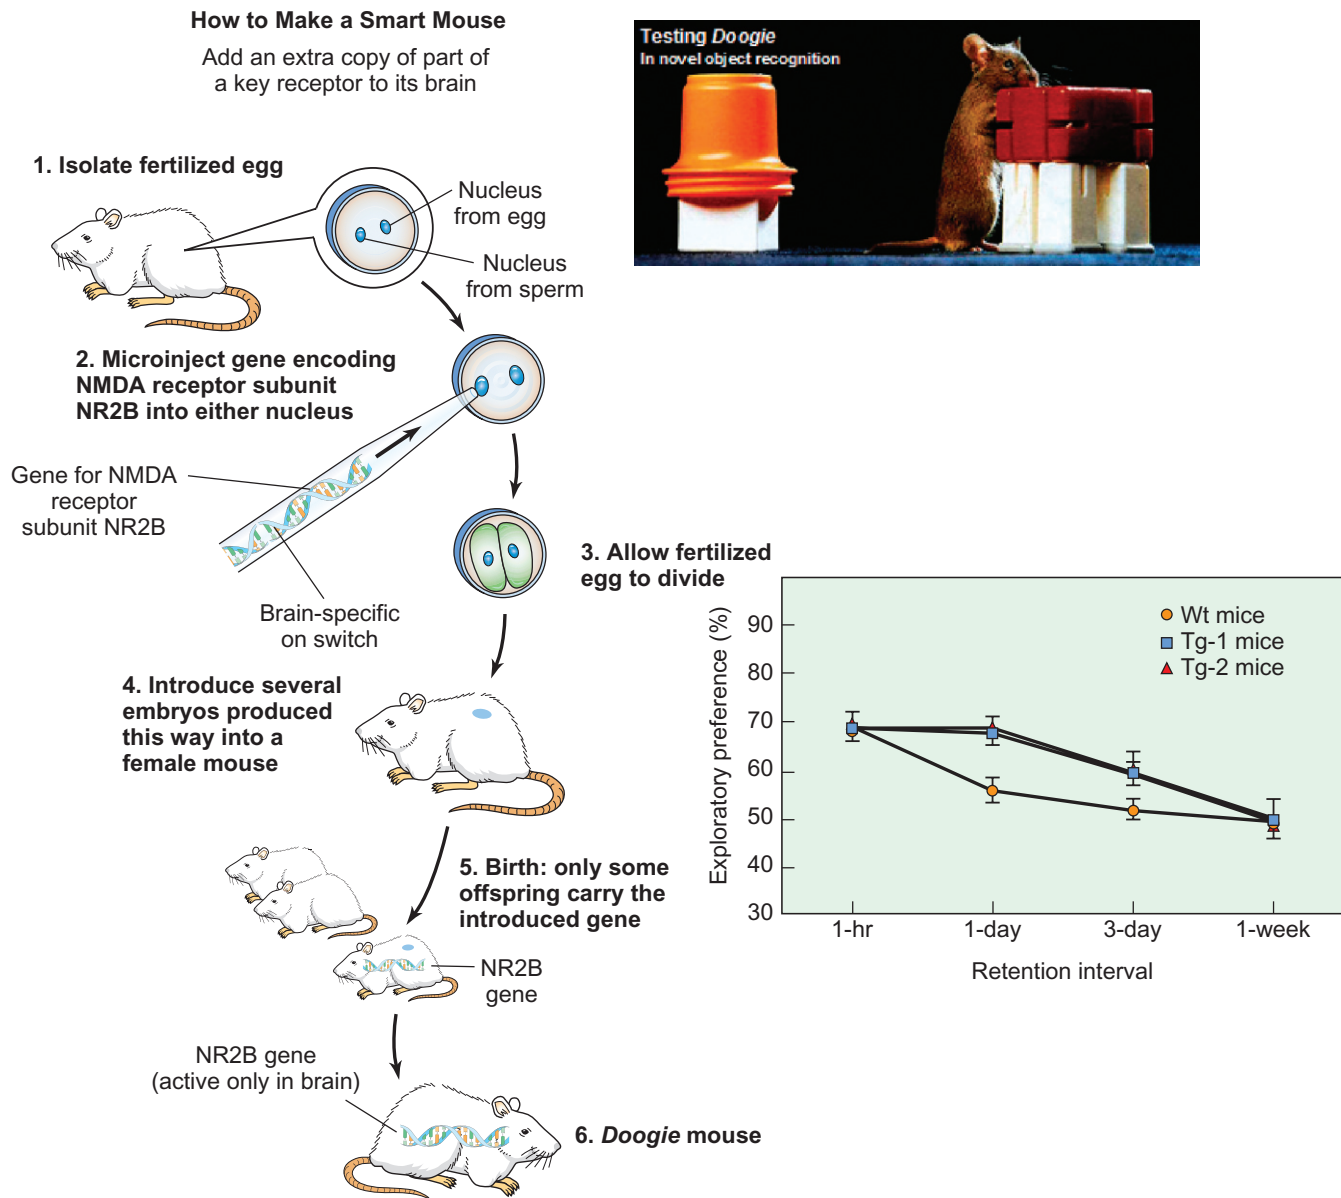 How to Make a Smart Mouse
Add an extra copy of part of
a key receptor to its brain
Testing Doogie
In novel object recognition
1. Isolate fertilized egg
Nucleus
from egg
Nucleus
from sperm
2. Microinject gene encoding
NMDA receptor subunit
NR2B into either nucleus
Gene for NMDA
receptor
subunit NR2B
Brain-specific
on switch
3. Allow fertilized
egg to divide
4. Introduce several
embryos produced
this way into a
female mouse
5. Birth: only some
offspring carry the
introduced gene
NR2B
gene
NR2B gene
(active only in brain)
6. Doogie mouse
Exploratory preference (%)
90
80
70
60
50
40
30
Wt mice
Tg-1 mice
Tg-2 mice
1-hr
1-day
3-day
1-week
Retention interval